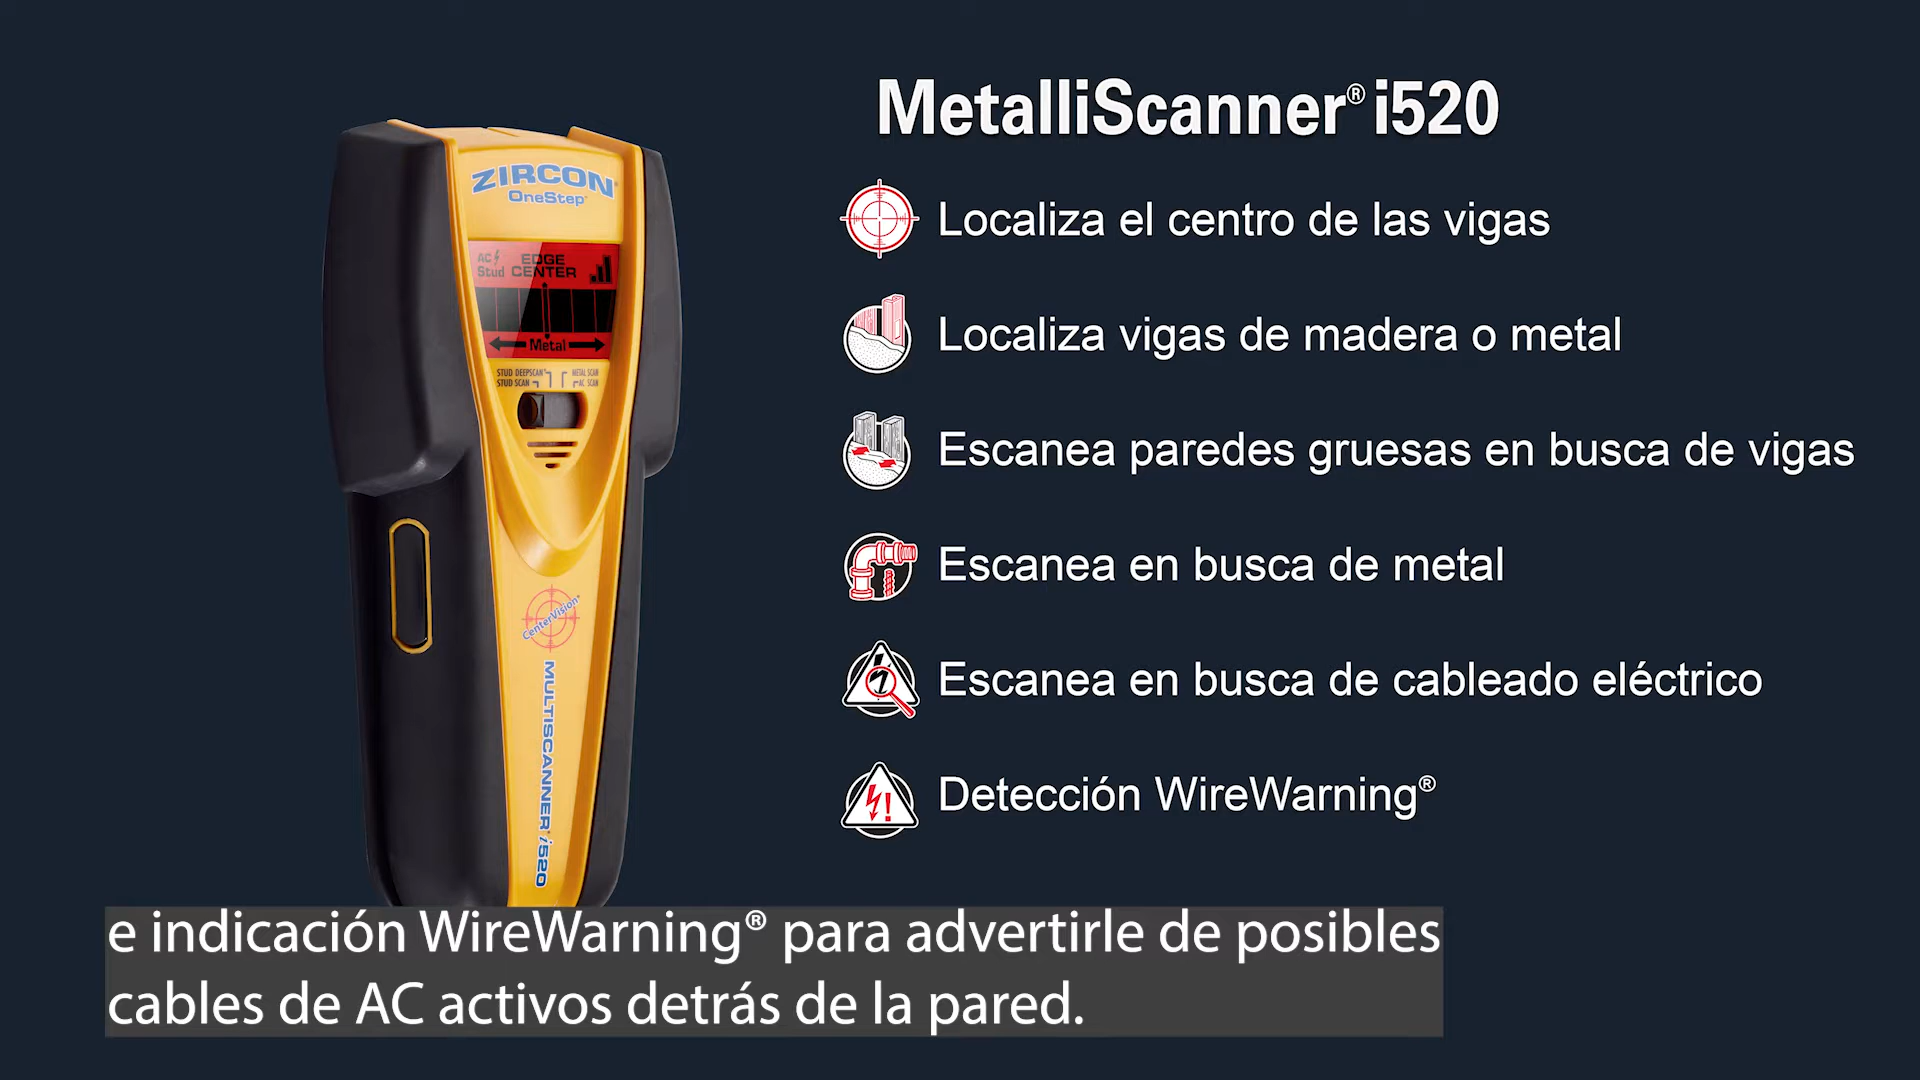 MetalliScanner® i520
ZIRCON®
OneStep®
AC EDGE
Stud CENTER
Metal
STUD DEEPSCAN® METAL SCAN
STUD SCAN AC SCAN
CenterVision®
MULTISCANNER® i520
Localiza el centro de las vigas
Localiza vigas de madera o metal
Escanea paredes gruesas en busca de vigas
Escanea en busca de metal
Escanea en busca de cableado eléctrico
Detección WireWarning®
e indicación WireWarning® para advertirle de posibles
cables de AC activos detrás de la pared.